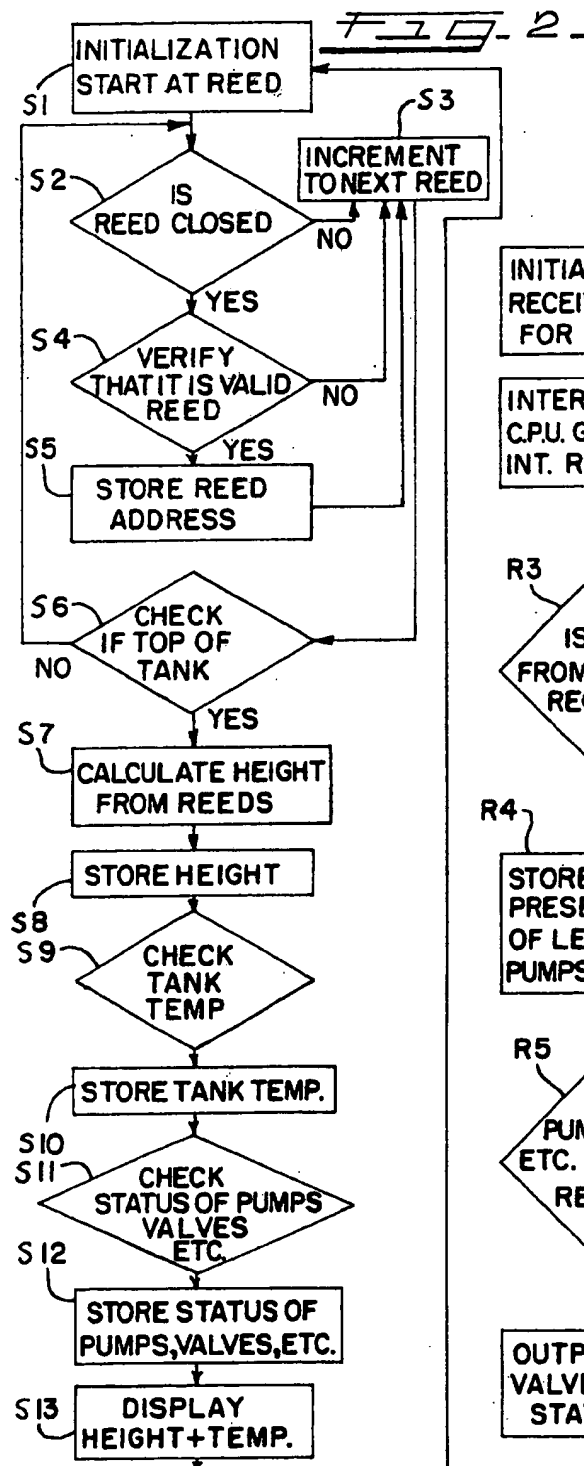 Fig. 2
INITIALIZATION
START AT REED
S1
S3
INCREMENT
TO NEXT REED
S2
IS
REED CLOSED
NO
YES
S4
VERIFY
THAT IT IS VALID
REED
NO
YES
S5
STORE REED
ADDRESS
S6
CHECK
IF TOP OF
TANK
NO
YES
S7
CALCULATE HEIGHT
FROM REEDS
STORE HEIGHT
S8
S9
CHECK
TANK
TEMP
STORE TANK TEMP.
S10
S11
CHECK
STATUS OF PUMPS
VALVES
ETC.
S12
STORE STATUS OF
PUMPS, VALVES, ETC.
S13
DISPLAY
HEIGHT + TEMP.
INITIA
RECEI
FOR
INTER
C.P.U. G
INT. R
R3
IS
FROM
REC
R4
STORE
PRESE
OF LE
PUMPS
R5
PUM
ETC.
RE
OUTP
VALVE
STA